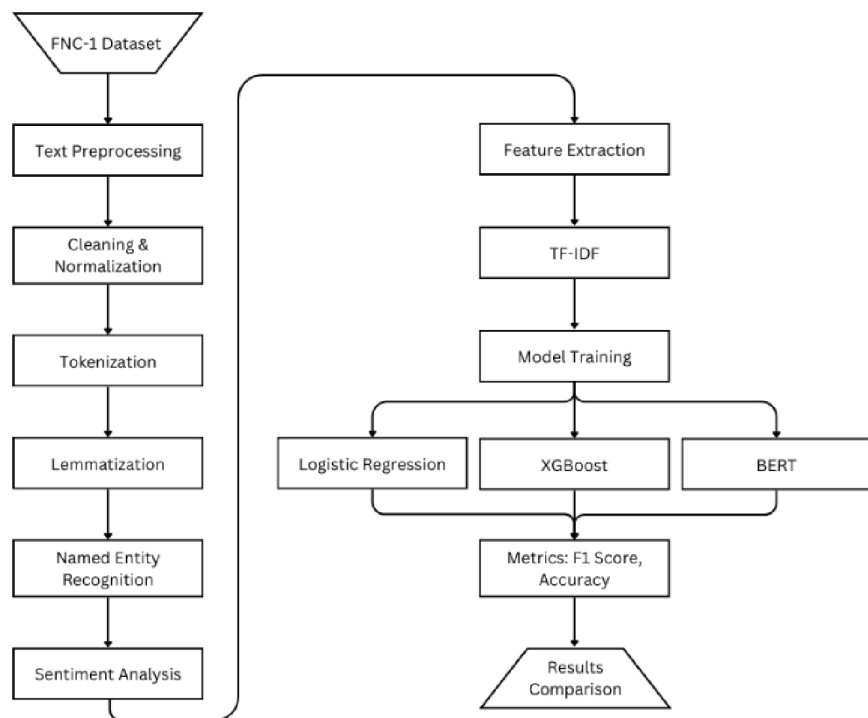 FNC-1 Dataset
Text Preprocessing
Cleaning &
Normalization
Tokenization
Lemmatization
Named Entity
Recognition
Sentiment Analysis
Feature Extraction
TF-IDF
Model Training
Logistic Regression
XGBoost
BERT
Metrics: F1 Score,
Accuracy
Results
Comparison